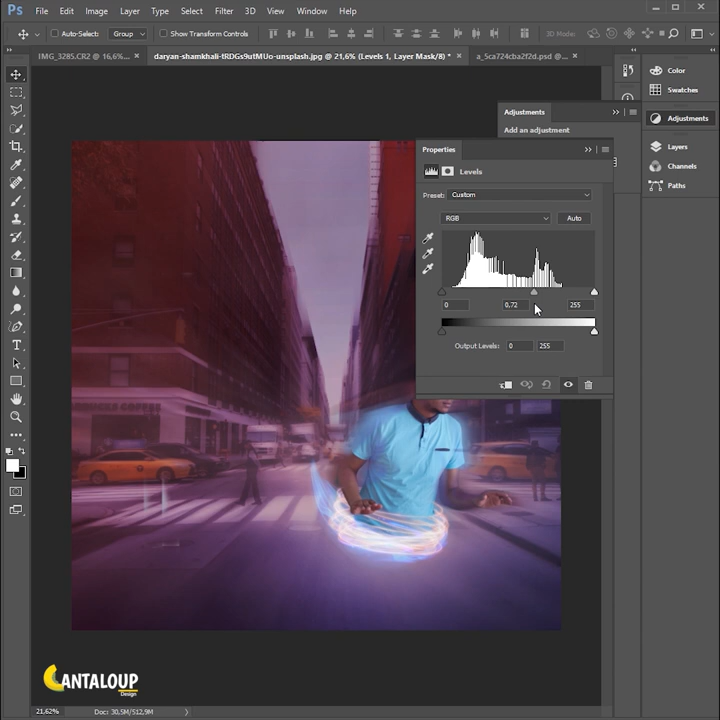 Ps File Edit Image Layer Type Select Filter 3D View Window Help
Auto-Select: Group Show Transform Controls 3D Mode:
IMG_3285.CR2 @ 16,6%... × daryan-shamkhali-tRDGs9utMUo-unsplash.jpg @ 21,6% (Levels 1, Layer Mask/8) * × a_5ca724cba2f2d.psd @... ×
Color
Swatches
Adjustments
Layers
Channels
Paths
Adjustments
Add an adjustment
Properties
Levels
Preset: Custom
RGB Auto
0 0,72 255
Output Levels: 0 255
CANTALOUP
Design
21,62% Doc: 30,5M/512,9M